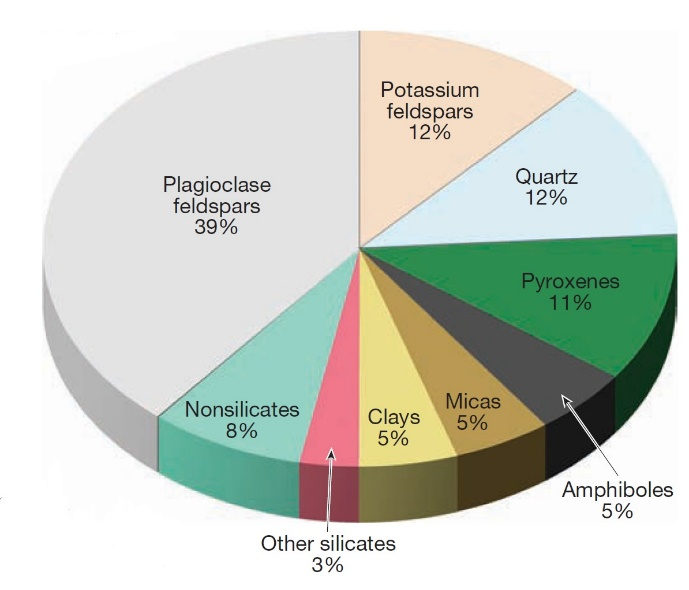 Potassium
feldspars
12%
Quartz
12%
Plagioclase
feldspars
39%
Pyroxenes
11%
Nonsilicates
8%
Clays
5%
Micas
5%
Amphiboles
5%
Other silicates
3%